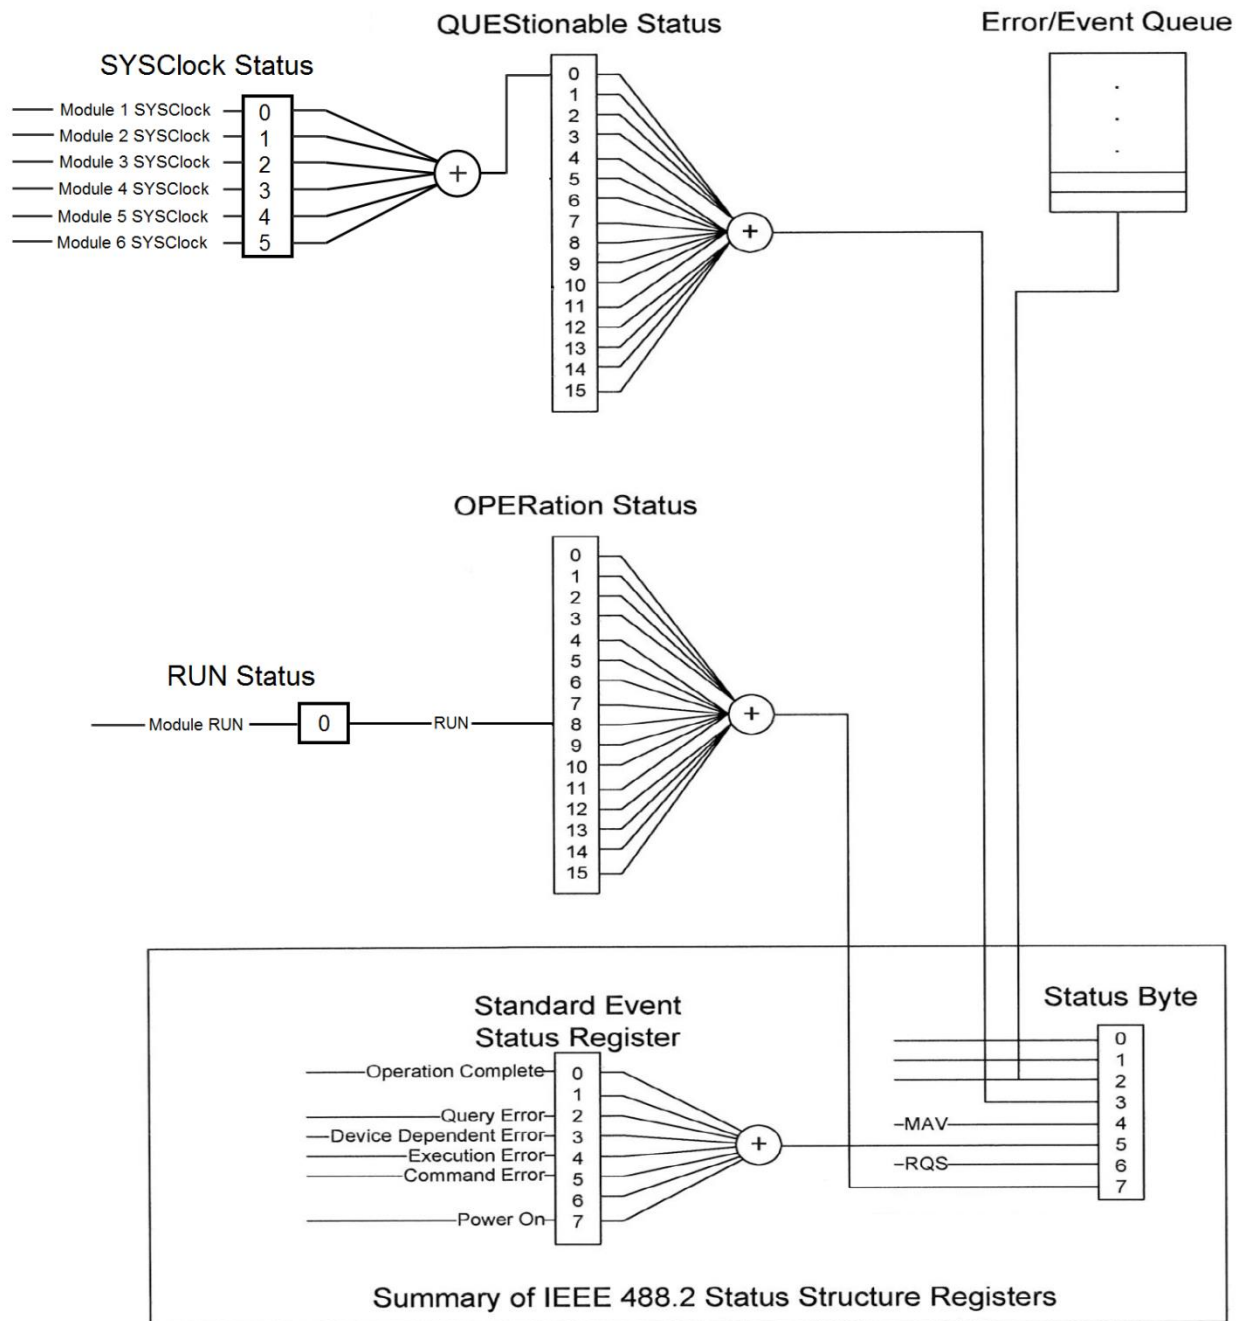 QUEStionable Status
Error/Event Queue
SYSClock Status
Module 1 SYSClock 0
Module 2 SYSClock 1
Module 3 SYSClock 2
Module 4 SYSClock 3
Module 5 SYSClock 4
Module 6 SYSClock 5
+
0
1
2
3
4
5
6
7
8
9
10
11
12
13
14
15
+
OPERation Status
0
1
2
3
4
5
6
7
8
9
10
11
12
13
14
15
+
RUN Status
Module RUN 0 RUN
Standard Event
Status Register
Operation Complete 0
1
Query Error 2
Device Dependent Error 3
Execution Error 4
Command Error 5
6
Power On 7
+
Status Byte
0
1
2
3
MAV 4
5
RQS 6
7
Summary of IEEE 488.2 Status Structure Registers